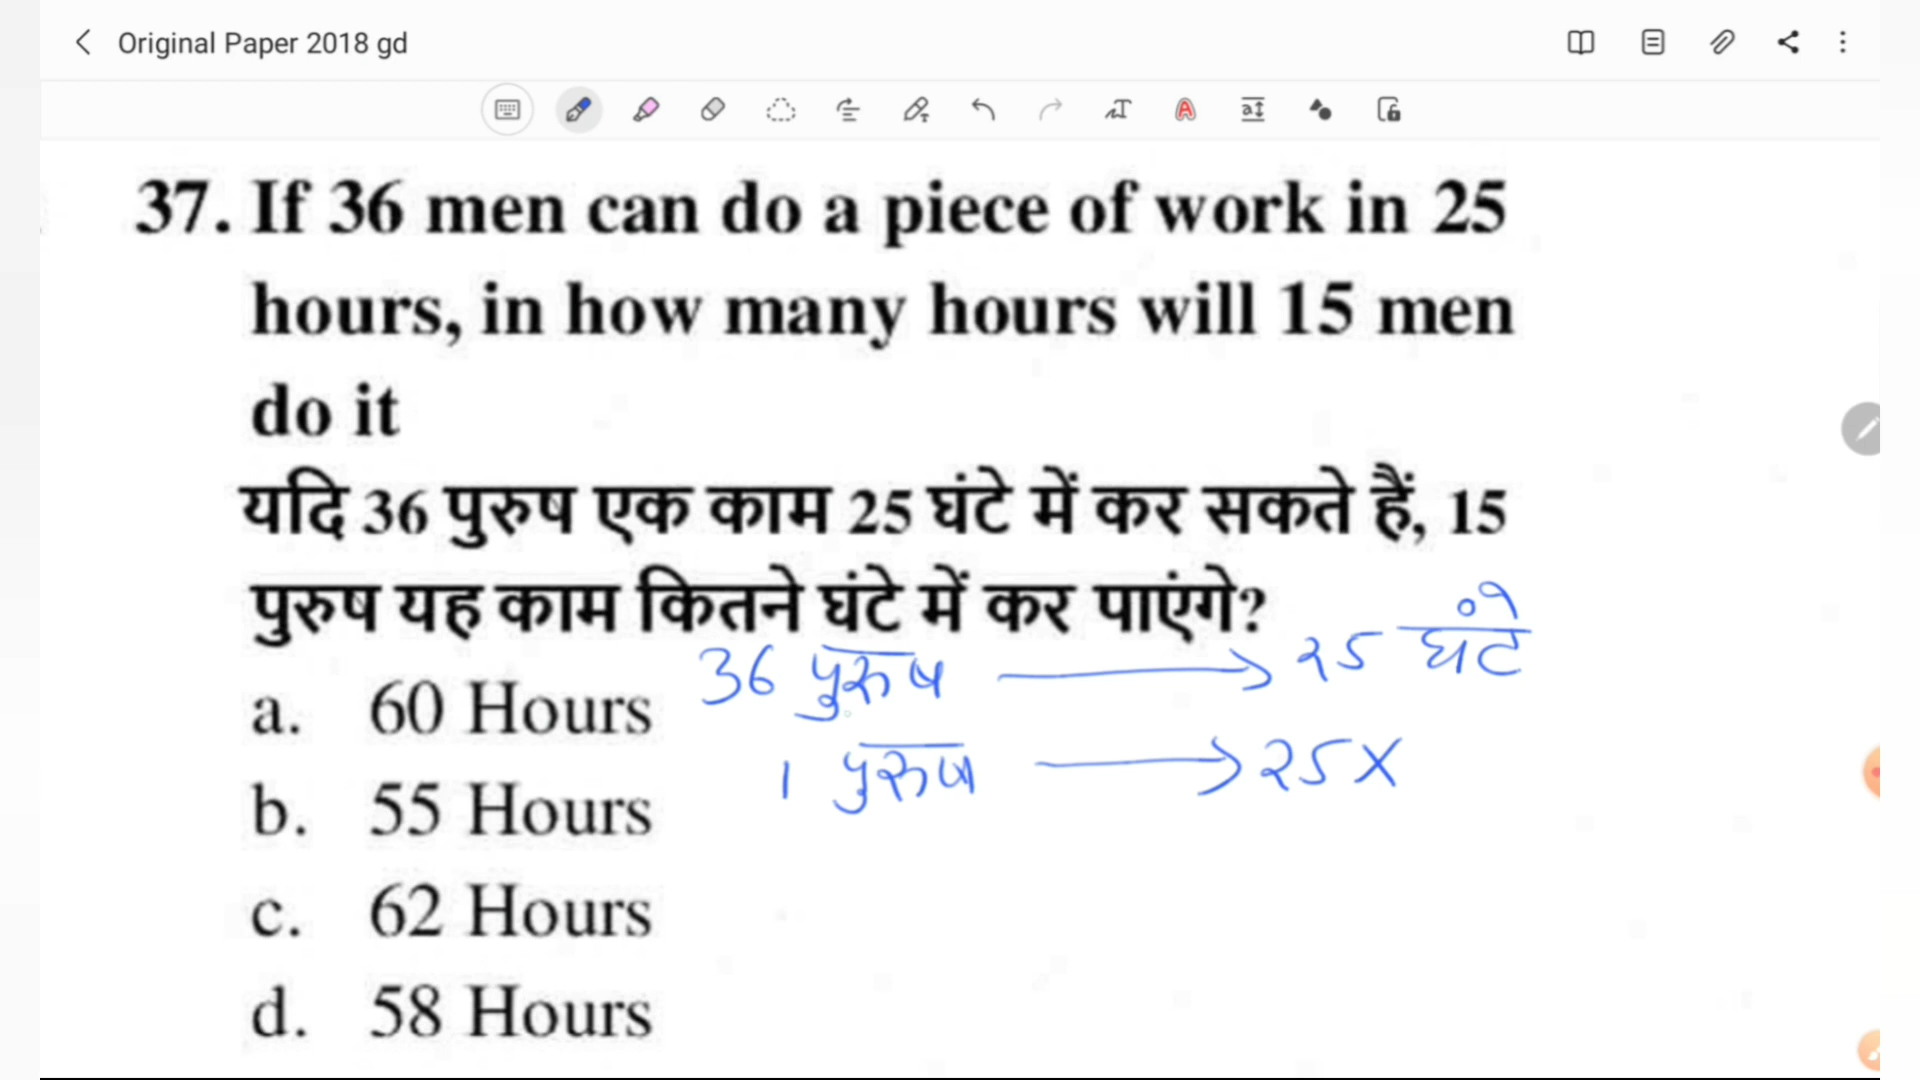 Original Paper 2018 gd
37. If 36 men can do a piece of work in 25
hours, in how many hours will 15 men
do it
यदि 36 पुरुष एक काम 25 घंटे में कर सकते हैं, 15
पुरुष यह काम कितने घंटे में कर पाएंगे?
36 पुरुष → २५ घंटे
1 पुरुष → २५ X
a. 60 Hours
b. 55 Hours
c. 62 Hours
d. 58 Hours